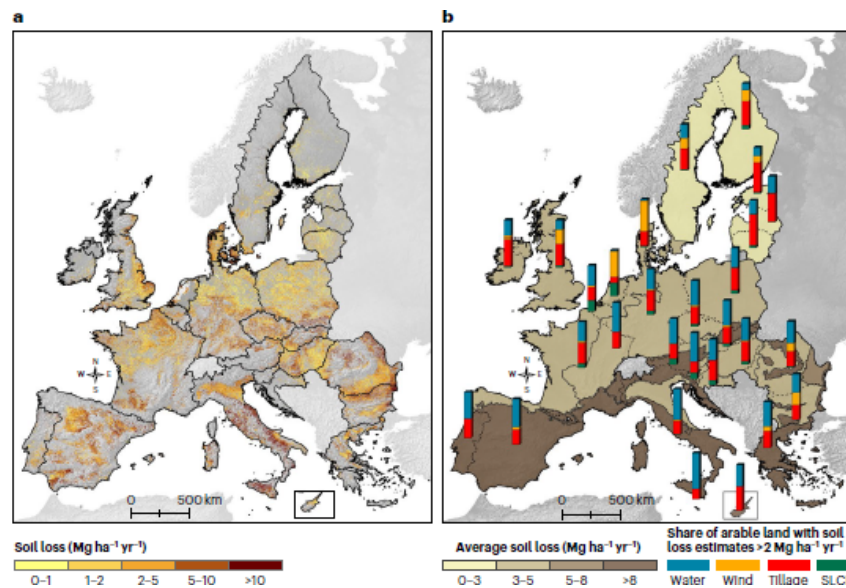 a
b
N
W E
S
N
W E
S
0 500 km
0 500 km
Soil loss (Mg ha⁻¹ yr⁻¹)
0–1 1–2 2–5 5–10 >10
Average soil loss (Mg ha⁻¹ yr⁻¹)
0–3 3–5 5–8 >8
Share of arable land with soil
loss estimates >2 Mg ha⁻¹ yr⁻¹
Water Wind Tillage SLC